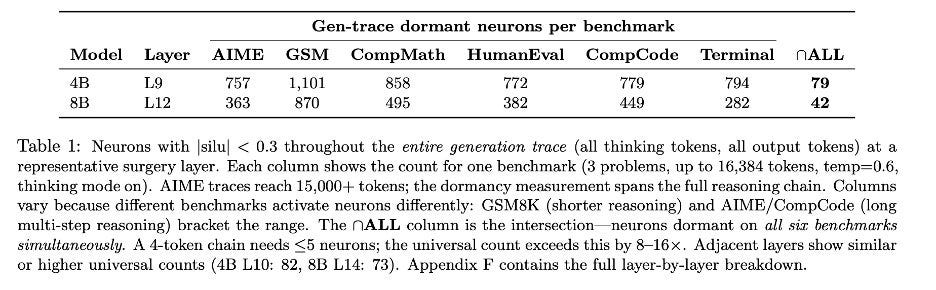 Gen-trace dormant neurons per benchmark
Model Layer AIME GSM CompMath HumanEval CompCode Terminal ∩ALL
4B L9 757 1,101 858 772 779 794 79
8B L12 363 870 495 382 449 282 42
Table 1: Neurons with |silu| < 0.3 throughout the entire generation trace (all thinking tokens, all output tokens) at a
representative surgery layer. Each column shows the count for one benchmark (3 problems, up to 16,384 tokens, temp=0.6,
thinking mode on). AIME traces reach 15,000+ tokens; the dormancy measurement spans the full reasoning chain. Columns
vary because different benchmarks activate neurons differently: GSM8K (shorter reasoning) and AIME/CompCode (long
multi-step reasoning) bracket the range. The ∩ALL column is the intersection—neurons dormant on all six benchmarks
simultaneously. A 4-token chain needs ≤5 neurons; the universal count exceeds this by 8–16×. Adjacent layers show similar
or higher universal counts (4B L10: 82, 8B L14: 73). Appendix F contains the full layer-by-layer breakdown.